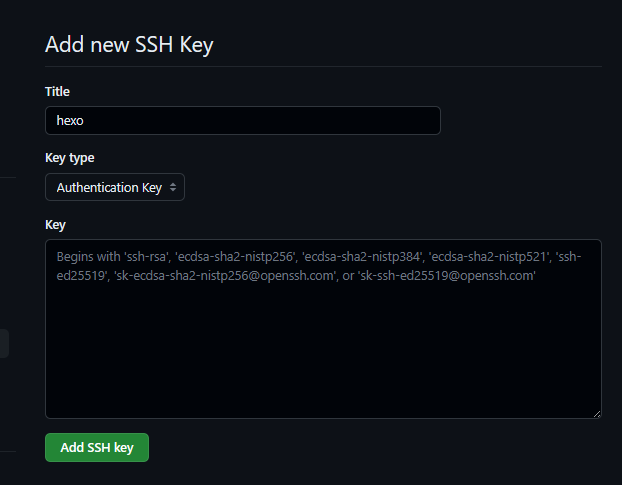 Add new SSH Key
Title
hexo
Key type
Authentication Key
Key
Begins with 'ssh-rsa', 'ecdsa-sha2-nistp256', 'ecdsa-sha2-nistp384', 'ecdsa-sha2-nistp521', 'ssh-
ed25519', 'sk-ecdsa-sha2-nistp256@openssh.com', or 'sk-ssh-ed25519@openssh.com'
Add SSH key